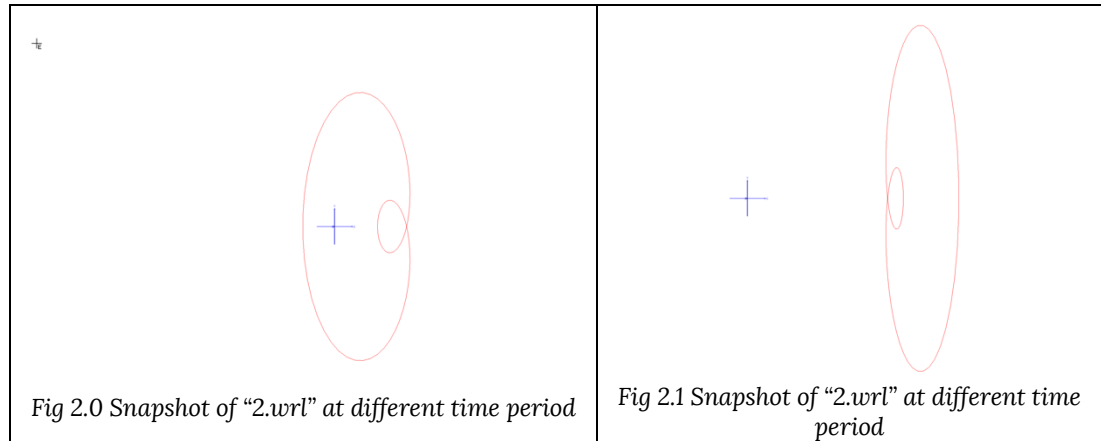 Fig 2.0 Snapshot of “2.wrl” at different time period
Fig 2.1 Snapshot of “2.wrl” at different time
period